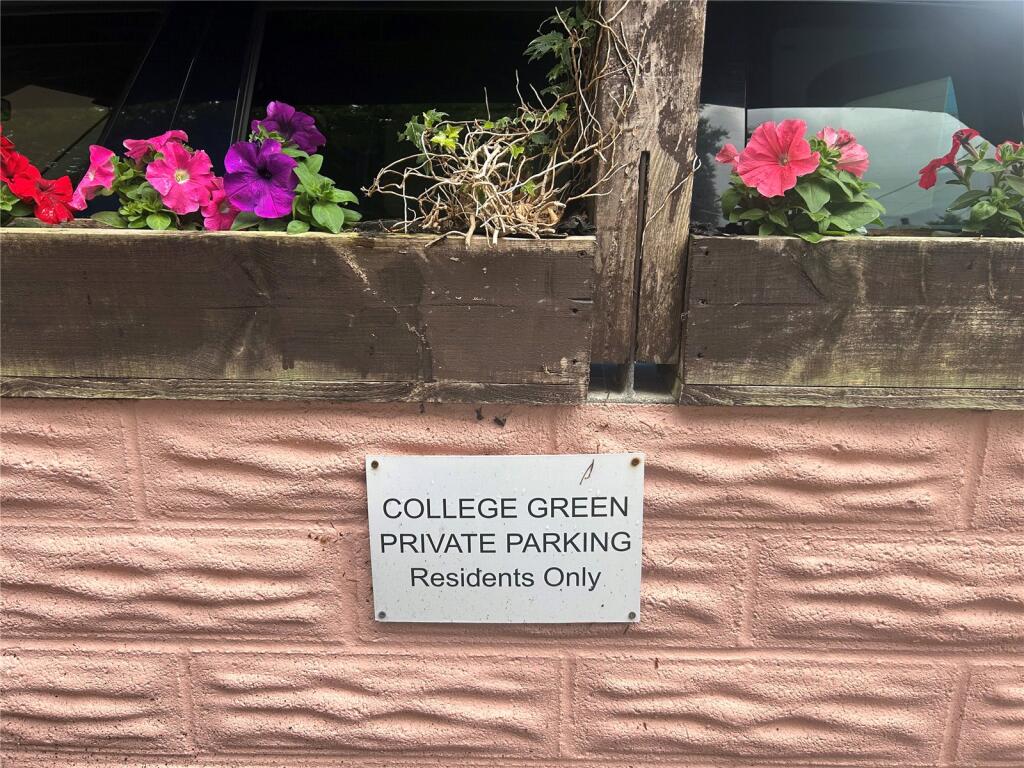 COLLEGE GREEN
PRIVATE PARKING
Residents Only